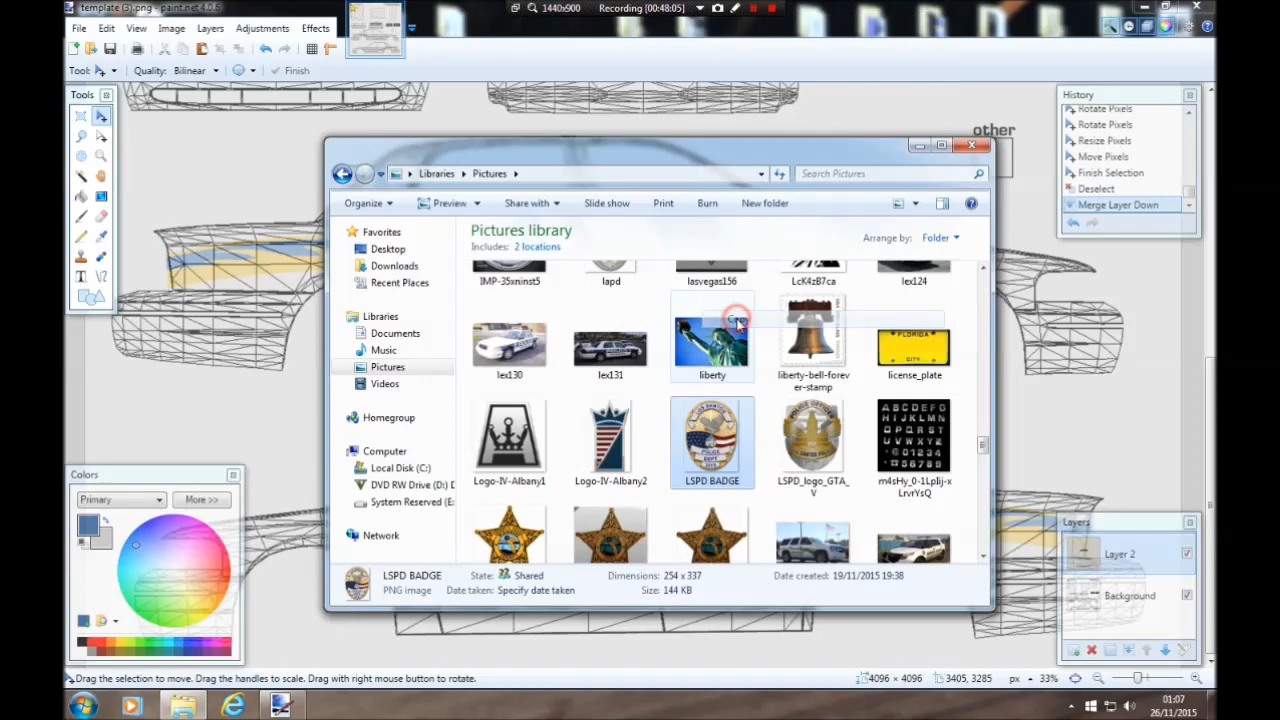 template (3).png - paint.net 4.0.6
1440x900
Recording [00:48:05]
File Edit View Image Layers Adjustments Effects
Tool: Quality: Bilinear Finish
Tools
History
Rotate Pixels
Rotate Pixels
Resize Pixels
Move Pixels
Finish Selection
Deselect
Merge Layer Down
other
Libraries Pictures
Search Pictures
Organize Preview Share with Slide show Print Burn New folder
Favorites
Desktop
Downloads
Recent Places
Libraries
Documents
Music
Pictures
Videos
Homegroup
Computer
Local Disk (C:)
DVD RW Drive (D:) D
System Reserved (E:
Network
Pictures library
Includes: 2 locations
Arrange by: Folder
IMP-35xninst5 lapd lasvegas156 LcK4zB7ca lex124
lex130 lex131 liberty liberty-bell-forev
er-stamp license_plate
FLORIDA
CITY
Logo-IV-Albany1 Logo-IV-Albany2 LSPD BADGE LSPD_logo_GTA_
V m4sHy_0-1LpIij-x
LrvrYsQ
LSPD BADGE State: Shared Dimensions: 254 x 337 Date created: 19/11/2015 19:38
PNG image Date taken: Specify date taken Size: 144 KB
Colors
Primary More >>
Layers
Layer 2
Background
Drag the selection to move. Drag the handles to scale. Drag with right mouse button to rotate.
4096 × 4096 3405, 3285 px 33%
01:07
26/11/2015